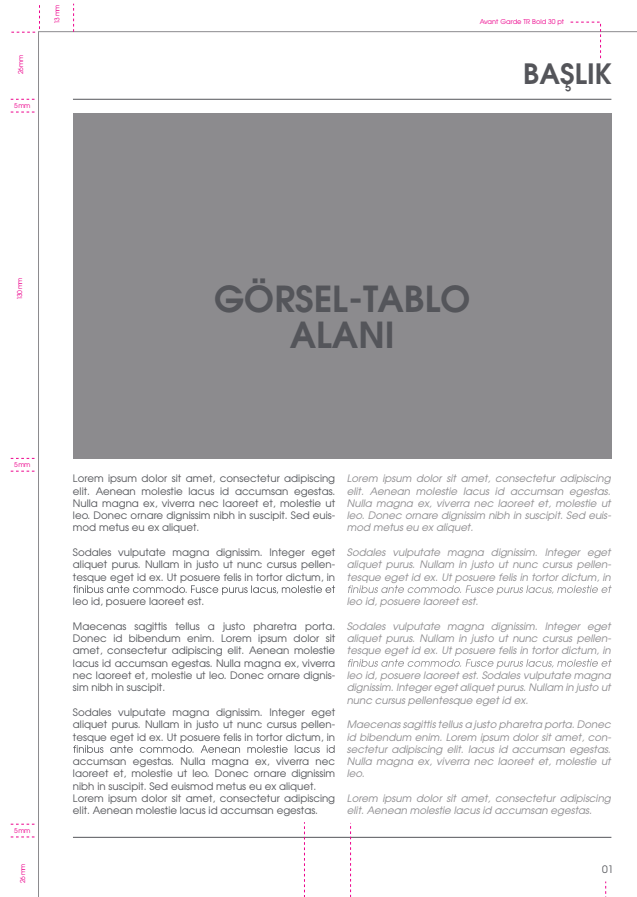 13 mm
Avant Garde TR Bold 30 pt
26mm
BAŞLIK
5mm
130mm
GÖRSEL-TABLO
ALANI
5mm
Lorem ipsum dolor sit amet, consectetur adipiscing
elit. Aenean molestie lacus id accumsan egestas.
Nulla magna ex, viverra nec laoreet et, molestie ut
leo. Donec ornare dignissim nibh in suscipit. Sed euis-
mod metus eu ex aliquet.
Sodales vulputate magna dignissim. Integer eget
aliquet purus. Nullam in justo ut nunc cursus pellen-
tesque eget id ex. Ut posuere felis in tortor dictum, in
finibus ante commodo. Fusce purus lacus, molestie et
leo id, posuere laoreet est.
Maecenas sagittis tellus a justo pharetra porta.
Donec id bibendum enim. Lorem ipsum dolor sit
amet, consectetur adipiscing elit. Aenean molestie
lacus id accumsan egestas. Nulla magna ex, viverra
nec laoreet et, molestie ut leo. Donec ornare dignis-
sim nibh in suscipit.
Sodales vulputate magna dignissim. Integer eget
aliquet purus. Nullam in justo ut nunc cursus pellen-
tesque eget id ex. Ut posuere felis in tortor dictum, in
finibus ante commodo. Aenean molestie lacus id
accumsan egestas. Nulla magna ex, viverra nec
laoreet et, molestie ut leo. Donec ornare dignissim
nibh in suscipit. Sed euismod metus eu ex aliquet.
Lorem ipsum dolor sit amet, consectetur adipiscing
elit. Aenean molestie lacus id accumsan egestas.
Lorem ipsum dolor sit amet, consectetur adipiscing
elit. Aenean molestie lacus id accumsan egestas.
Nulla magna ex, viverra nec laoreet et, molestie ut
leo. Donec ornare dignissim nibh in suscipit. Sed euis-
mod metus eu ex aliquet.
Sodales vulputate magna dignissim. Integer eget
aliquet purus. Nullam in justo ut nunc cursus pellen-
tesque eget id ex. Ut posuere felis in tortor dictum, in
finibus ante commodo. Fusce purus lacus, molestie et
leo id, posuere laoreet est.
Sodales vulputate magna dignissim. Integer eget
aliquet purus. Nullam in justo ut nunc cursus pellen-
tesque eget id ex. Ut posuere felis in tortor dictum, in
finibus ante commodo. Fusce purus lacus, molestie et
leo id, posuere laoreet est. Sodales vulputate magna
dignissim. Integer eget aliquet purus. Nullam in justo ut
nunc cursus pellentesque eget id ex.
Maecenas sagittis tellus a justo pharetra porta. Donec
id bibendum enim. Lorem ipsum dolor sit amet, con-
sectetur adipiscing elit. lacus id accumsan egestas.
Nulla magna ex, viverra nec laoreet et, molestie ut
leo.
Lorem ipsum dolor sit amet, consectetur adipiscing
elit. Aenean molestie lacus id accumsan egestas.
5mm
26mm
01